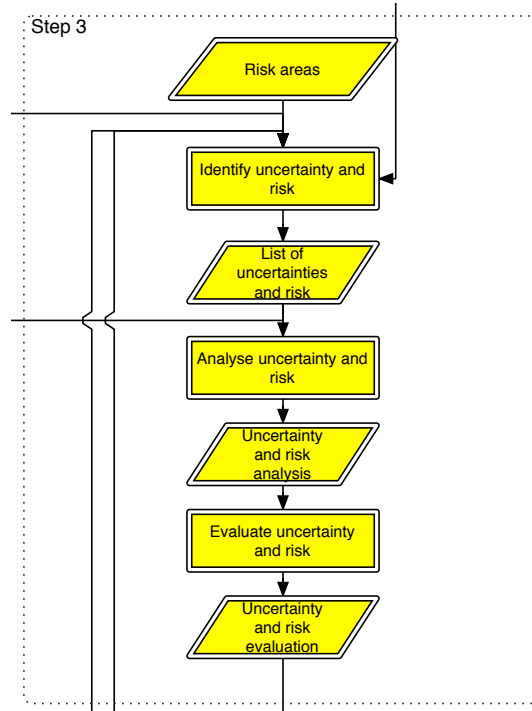 Step 3
Risk areas
Identify uncertainty and
risk
List of
uncertainties
and risk
Analyse uncertainty and
risk
Uncertainty
and risk
analysis
Evaluate uncertainty
and risk
Uncertainty
and risk
evaluation